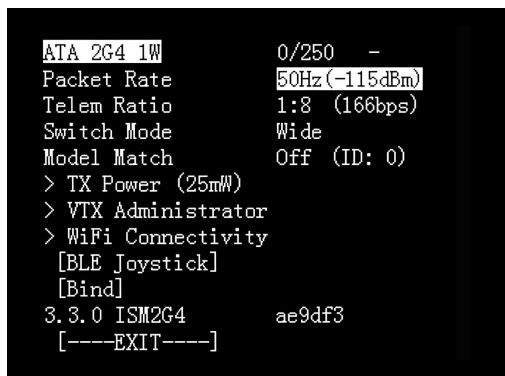 ATA 2G4 1W 0/250 -
Packet Rate 50Hz(-115dBm)
Telem Ratio 1:8 (166bps)
Switch Mode Wide
Model Match Off (ID: 0)
> TX Power (25mW)
> VTX Administrator
> WiFi Connectivity
[BLE Joystick]
[Bind]
3.3.0 ISM2G4 ae9df3
[----EXIT----]